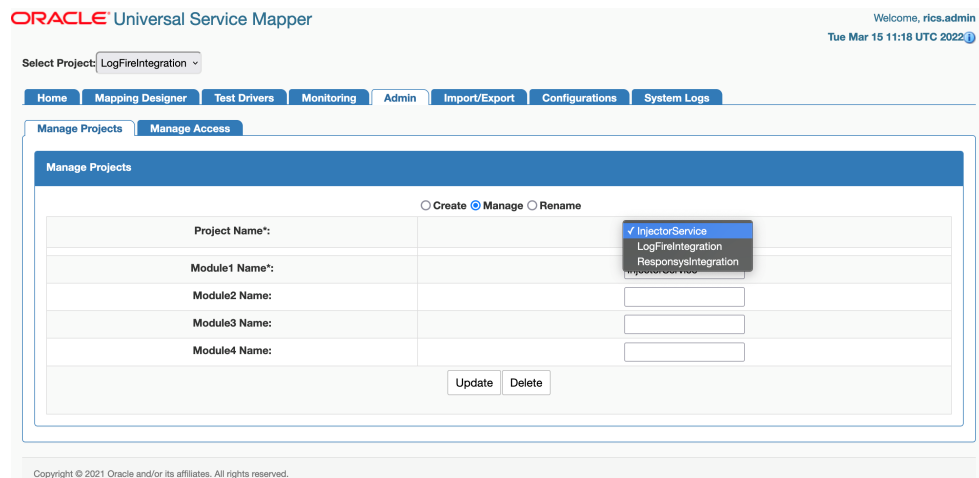 ORACLE Universal Service Mapper
Welcome, rics.admin
Tue Mar 15 11:18 UTC 2022
Select Project: LogFireIntegration
Home Mapping Designer Test Drivers Monitoring Admin Import/Export Configurations System Logs
Manage Projects Manage Access
Manage Projects
Create Manage Rename
Project Name*: ✓ InjectorService
LogFireIntegration
ResponsysIntegration
Module1 Name*: InjectorService
Module2 Name:
Module3 Name:
Module4 Name:
Update Delete
Copyright © 2021 Oracle and/or its affiliates. All rights reserved.